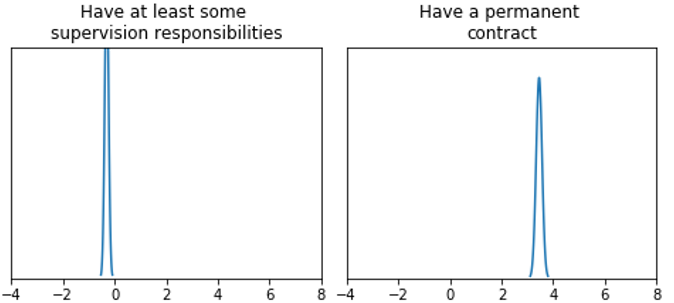 Have at least some
supervision responsibilities
Have a permanent
contract
−4 −2 0 2 4 6 8
−4 −2 0 2 4 6 8